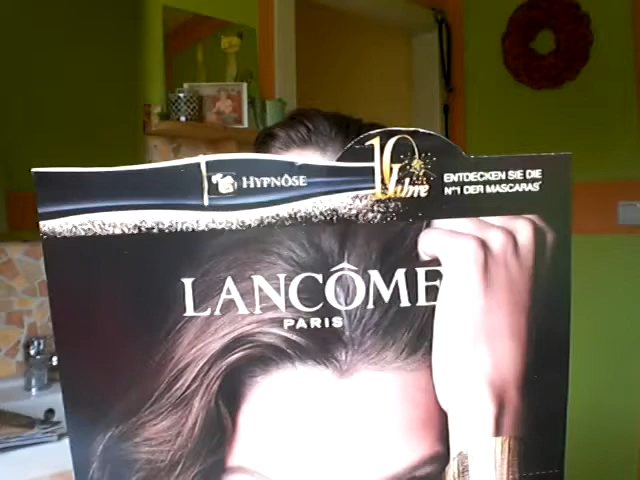 HYPNÔSE
10
Jahre
ENTDECKEN SIE DIE
N°1 DER MASCARAS*
LANCÔME
PARIS